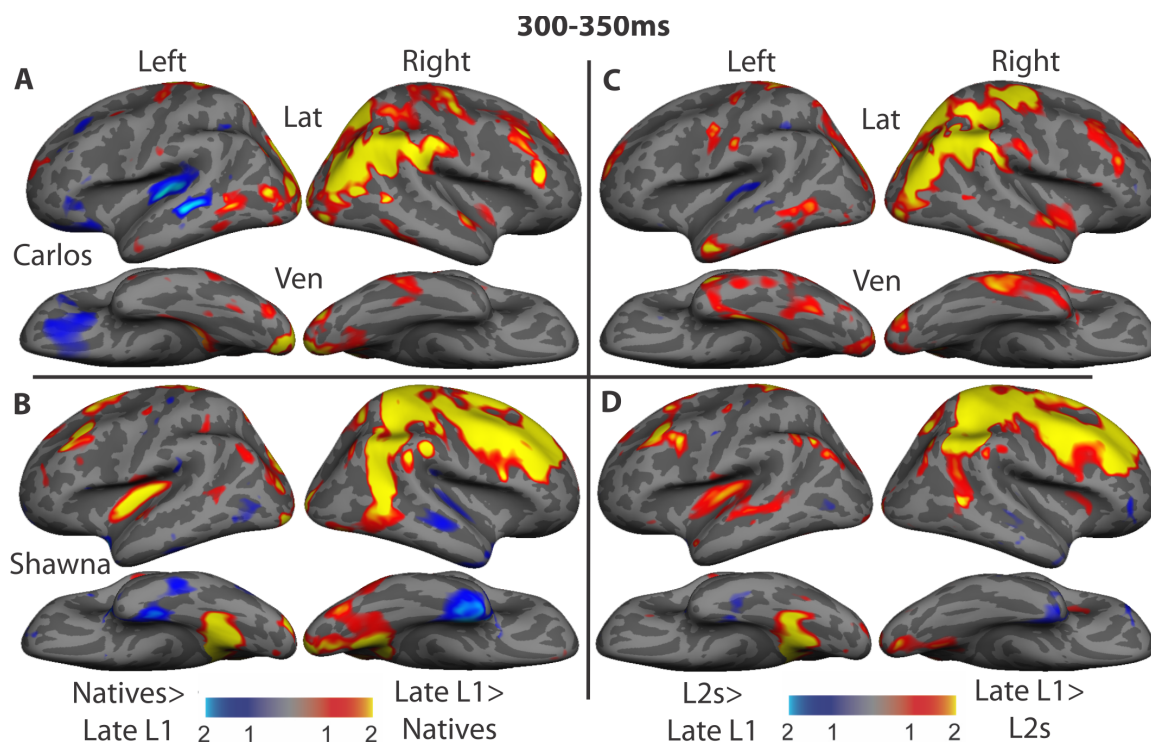 300-350ms
A Left Right
Lat
Carlos
Ven
C Left Right
Lat
Ven
B
Shawna
D
Natives>
Late L1
2 1 1 2
Late L1>
Natives
L2s>
Late L1
2 1 1 2
Late L1>
L2s